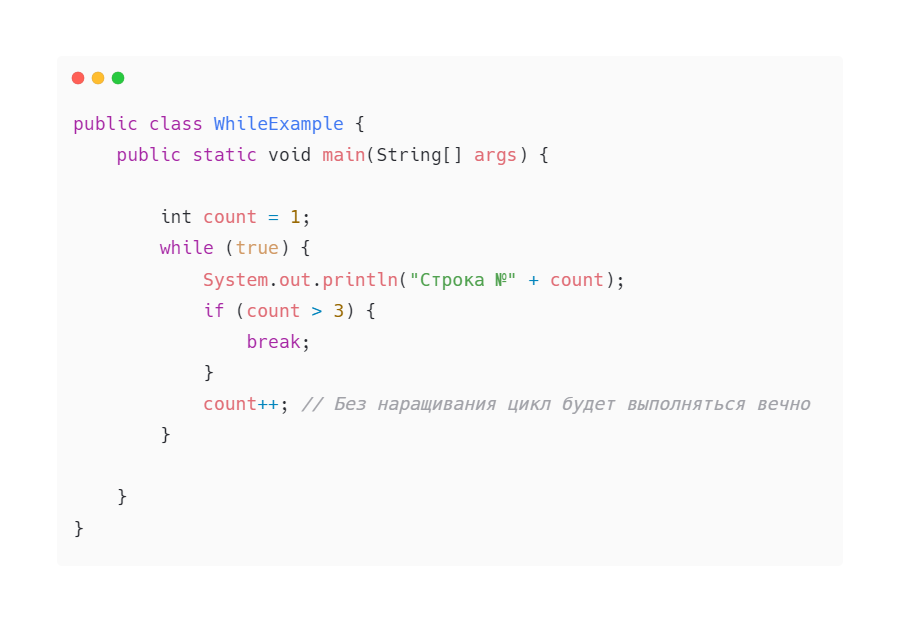 public class WhileExample {
    public static void main(String[] args) {

        int count = 1;
        while (true) {
            System.out.println("Строка №" + count);
            if (count > 3) {
                break;
            }
            count++; // Без наращивания цикл будет выполняться вечно
        }

    }
}